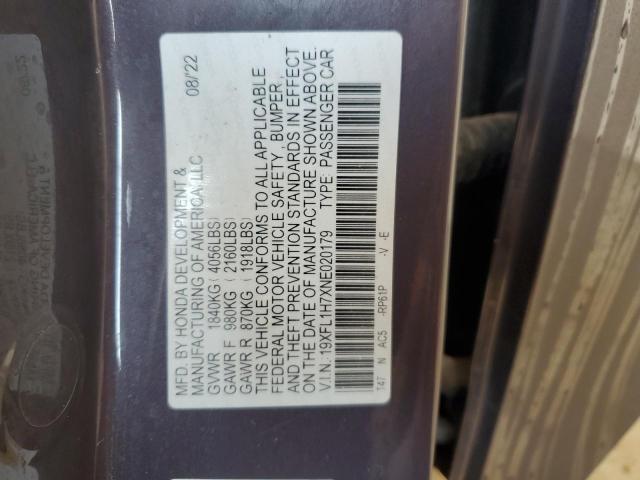 MFD. BY HONDA DEVELOPMENT & 08/'22
MANUFACTURING OF AMERICA, LLC
GVWR 1840KG ( 4056LBS)
GAWR F 980KG ( 2160LBS)
GAWR R 870KG ( 1918LBS)
THIS VEHICLE CONFORMS TO ALL APPLICABLE
FEDERAL MOTOR VEHICLE SAFETY, BUMPER,
AND THEFT PREVENTION STANDARDS IN EFFECT
ON THE DATE OF MANUFACTURE SHOWN ABOVE.
V.I.N.: 19XFL1H7XNE020179 TYPE: PASSENGER CAR
147 N AC5 -RP61P -V -E